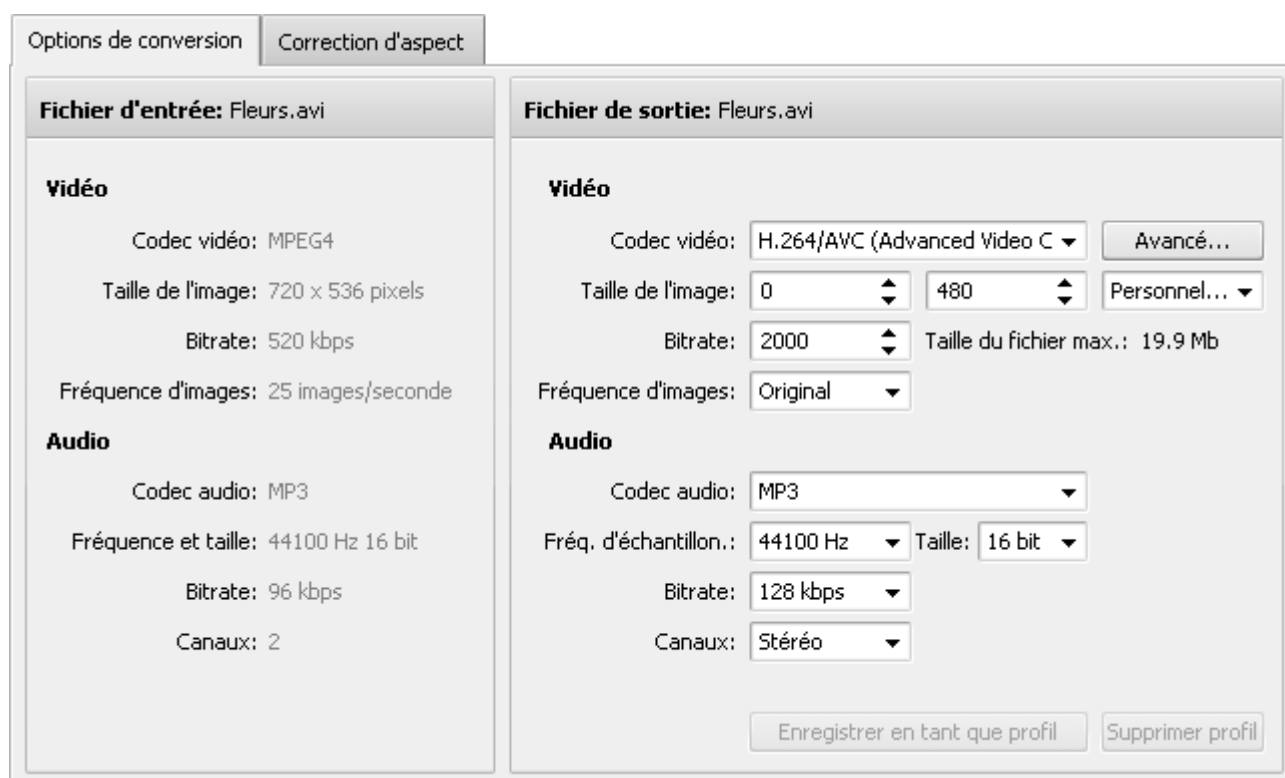 Options de conversion Correction d'aspect
Fichier d'entrée: Fleurs.avi
Vidéo
Codec vidéo: MPEG4
Taille de l'image: 720 x 536 pixels
Bitrate: 520 kbps
Fréquence d'images: 25 images/seconde
Audio
Codec audio: MP3
Fréquence et taille: 44100 Hz 16 bit
Bitrate: 96 kbps
Canaux: 2
Fichier de sortie: Fleurs.avi
Vidéo
Codec vidéo: H.264/AVC (Advanced Video C Avancé...
Taille de l'image: 0 480 Personnel...
Bitrate: 2000 Taille du fichier max.: 19.9 Mb
Fréquence d'images: Original
Audio
Codec audio: MP3
Fréq. d'échantillon.: 44100 Hz Taille: 16 bit
Bitrate: 128 kbps
Canaux: Stéréo
Enregistrer en tant que profil Supprimer profil